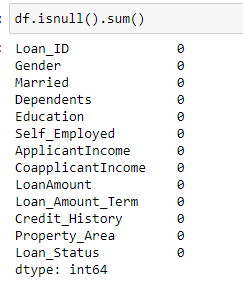 df.isnull().sum()
Loan_ID 0
Gender 0
Married 0
Dependents 0
Education 0
Self_Employed 0
ApplicantIncome 0
CoapplicantIncome 0
LoanAmount 0
Loan_Amount_Term 0
Credit_History 0
Property_Area 0
Loan_Status 0
dtype: int64